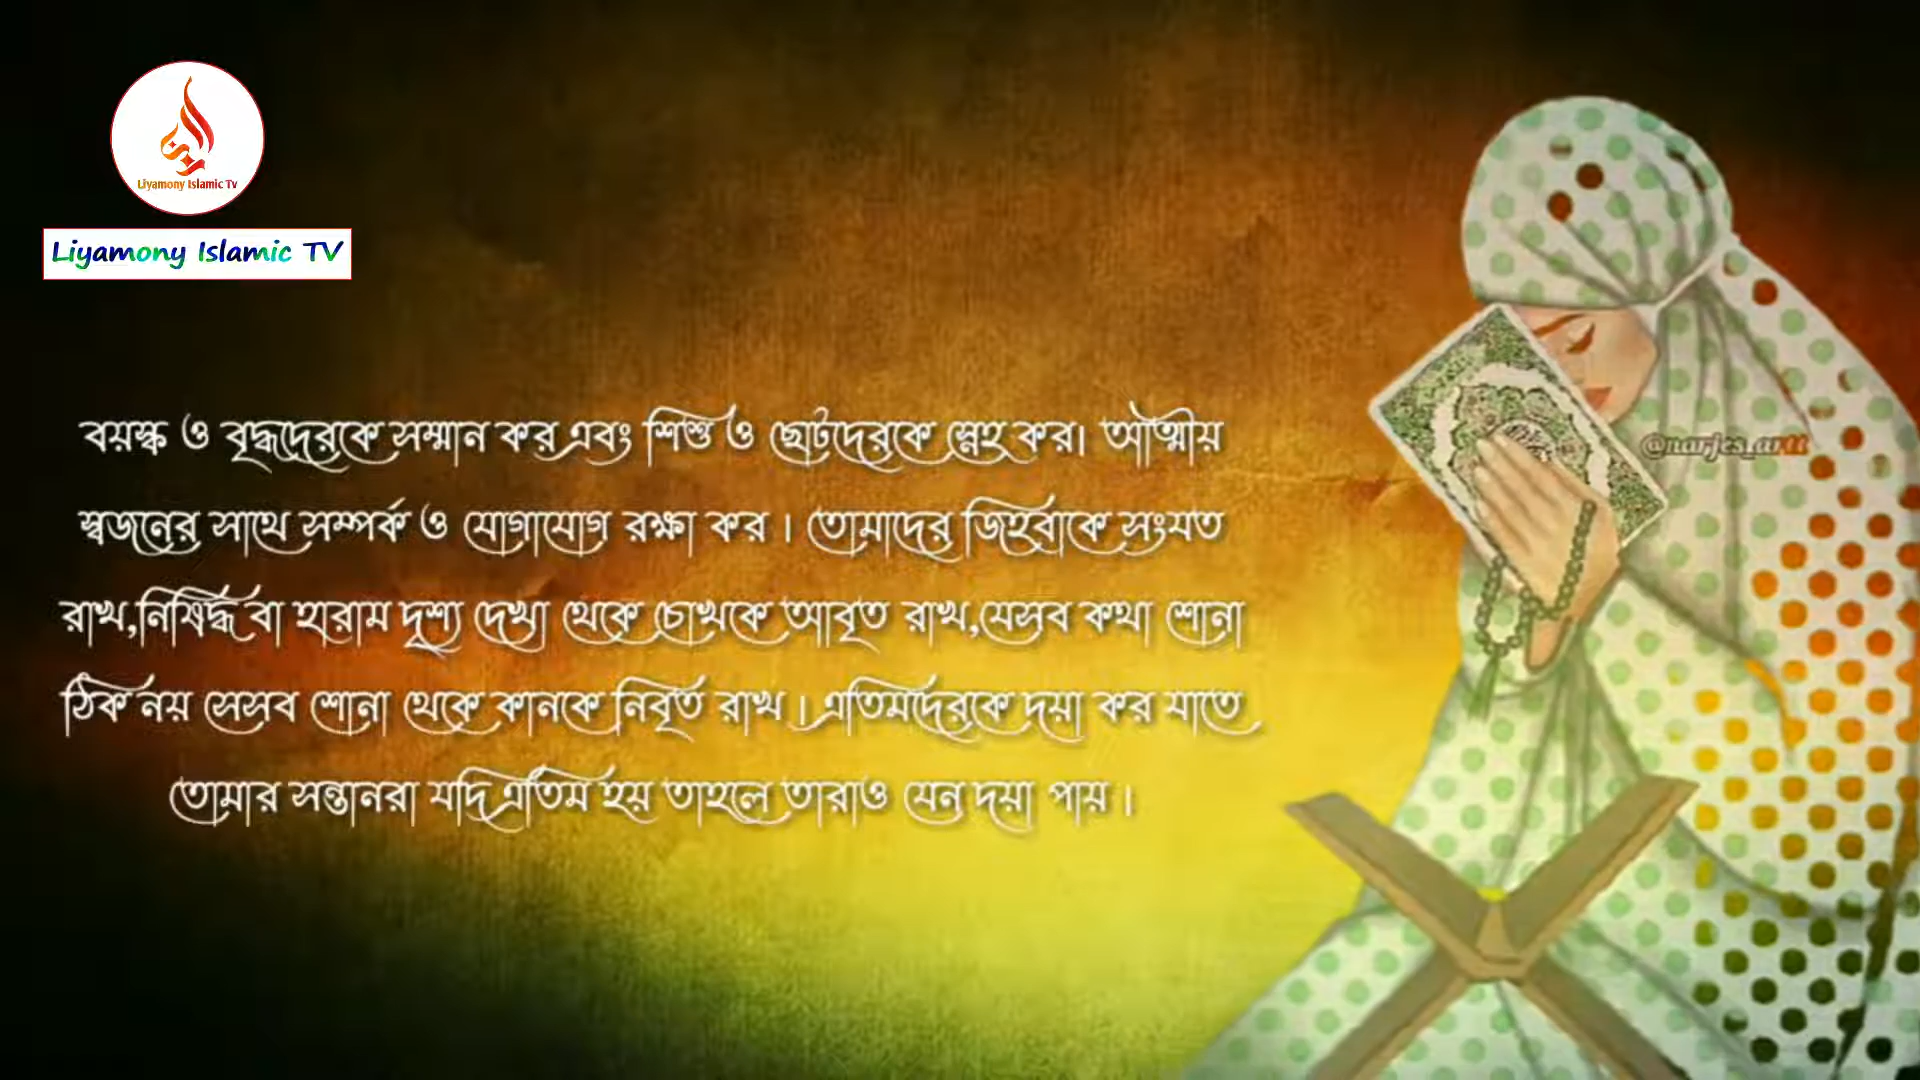 Liyamony Islamic Tv
Liyamony Islamic TV
বয়স্ক ও বৃদ্ধদেরকে সম্মান কর এবং শিশু ও ছোটদেরকে স্নেহ কর। আত্মীয়
স্বজনের সাথে সম্পর্ক ও যোগাযোগ রক্ষা কর । তোমাদের জিহবাকে সংযত
রাখ,নিষিদ্ধ বা হারাম দৃশ্য দেখা থেকে চোখকে আবৃত রাখ,যেসব কথা শোনা
ঠিক নয় সেসব শোনা থেকে কানকে নিবৃত রাখ । এতিমদেরকে দয়া কর যাতে
তোমার সন্তানরা যদি এতিম হয় তাহলে তারাও যেন দয়া পায় ।
@narjes_artt